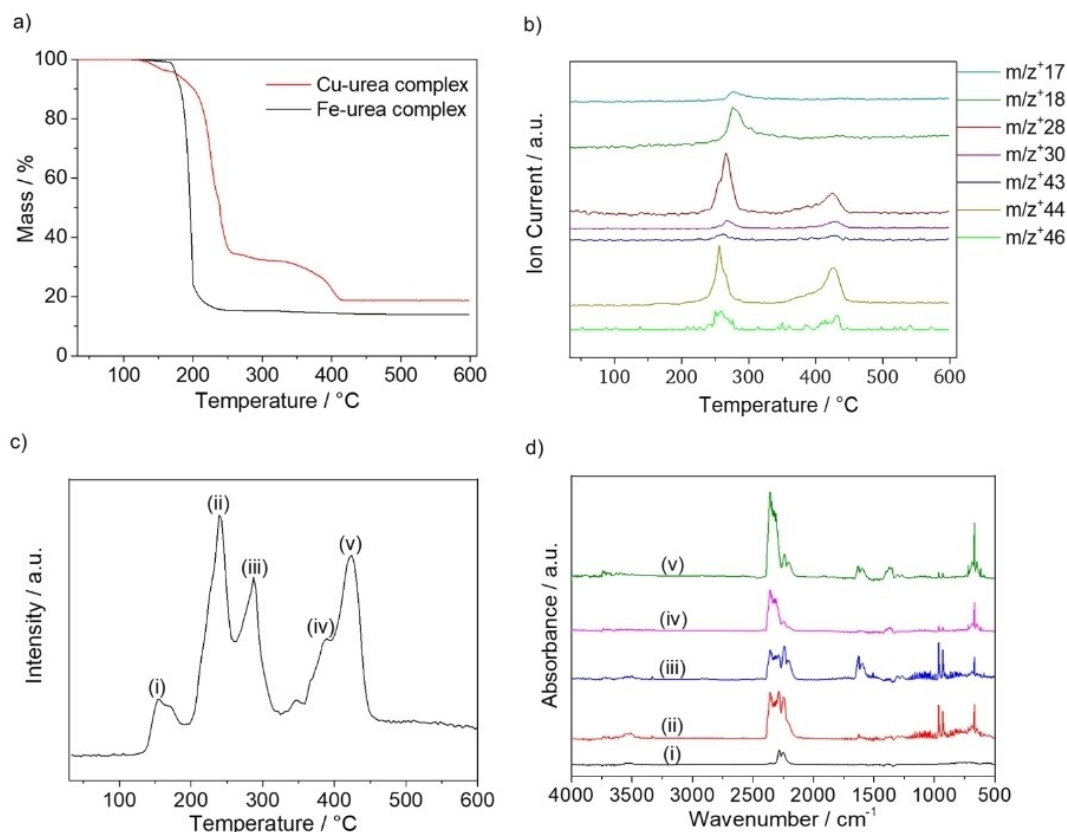 a)
100
80
60
40
20
0
Mass / %
Cu-urea complex
Fe-urea complex
100 200 300 400 500 600
Temperature / °C
b)
Ion Current / a.u.
m/z⁺17
m/z⁺18
m/z⁺28
m/z⁺30
m/z⁺43
m/z⁺44
m/z⁺46
100 200 300 400 500 600
Temperature / °C
c)
Intensity / a.u.
(i)
(ii)
(iii)
(iv)
(v)
100 200 300 400 500 600
Temperature / °C
d)
Absorbance / a.u.
(v)
(iv)
(iii)
(ii)
(i)
4000 3500 3000 2500 2000 1500 1000 500
Wavenumber / cm⁻¹